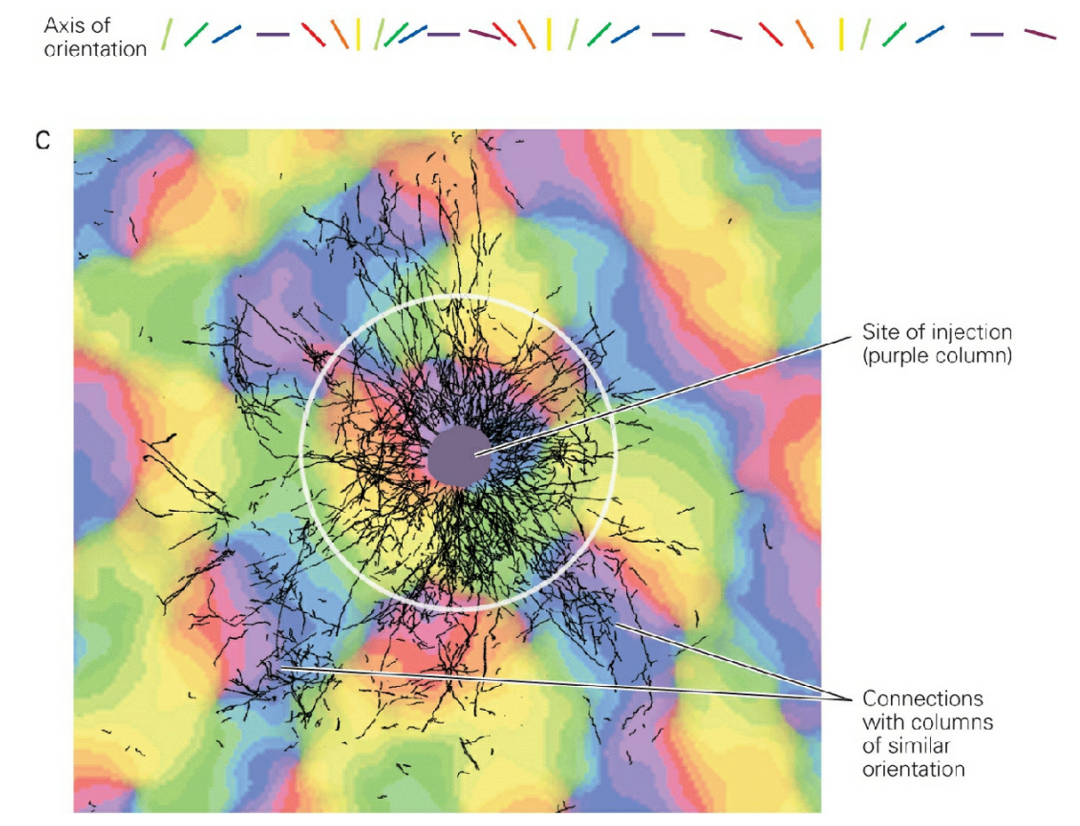 Axis of
orientation
C
Site of injection
(purple column)
Connections
with columns
of similar
orientation